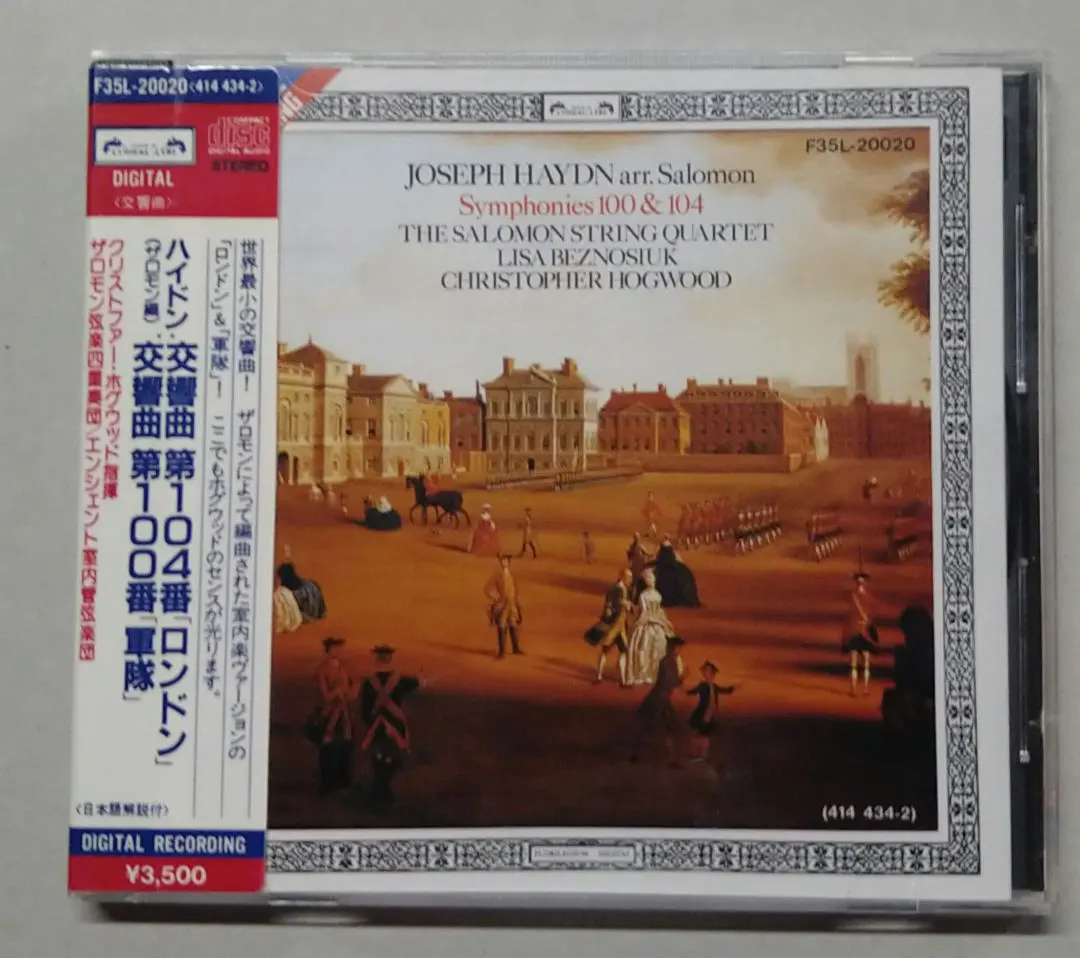 F35L-20020<414 434-2>
COMPACT
disc
DIGITAL AUDIO
STEREO
DIGITAL
〈交響曲〉
世界最小の交響曲! ザロモンによって編曲された室内楽ヴァージョンの
「ロンドン」&「軍隊」! ここでもホグウッドのセンスが光ります。
ハイドン:交響曲 第104番「ロンドン」
(ザロモン編):交響曲 第100番「軍隊」
クリストファー・ホグウッド指揮
ザロモン弦楽四重奏団/エンシェント室内管弦楽団
〈日本語解説付〉
DIGITAL RECORDING
¥3,500
F35L-20020
JOSEPH HAYDN arr. Salomon
Symphonies 100 & 104
THE SALOMON STRING QUARTET
LISA BEZNOSIUK
CHRISTOPHER HOGWOOD
(414 434-2)